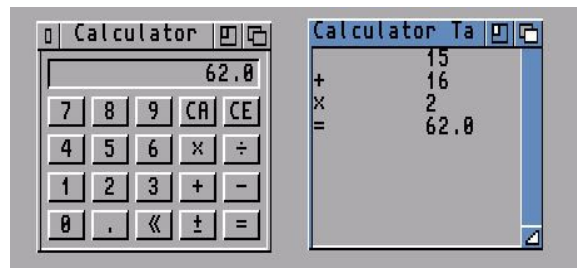 Calculator
62.0
7 8 9 CA CE
4 5 6 × ÷
1 2 3 + -
0 . « ± =
Calculator Ta
15
+ 16
x 2
= 62.0